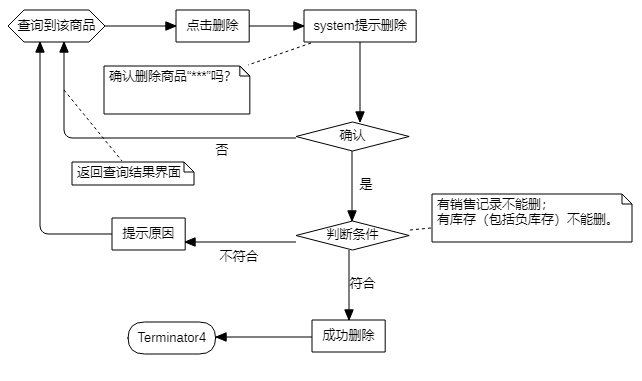 查询到该商品
点击删除
system提示删除
确认删除商品“***”吗？
确认
否
返回查询结果界面
是
有销售记录不能删；
有库存（包括负库存）不能删。
提示原因
判断条件
不符合
符合
Terminator4
成功删除